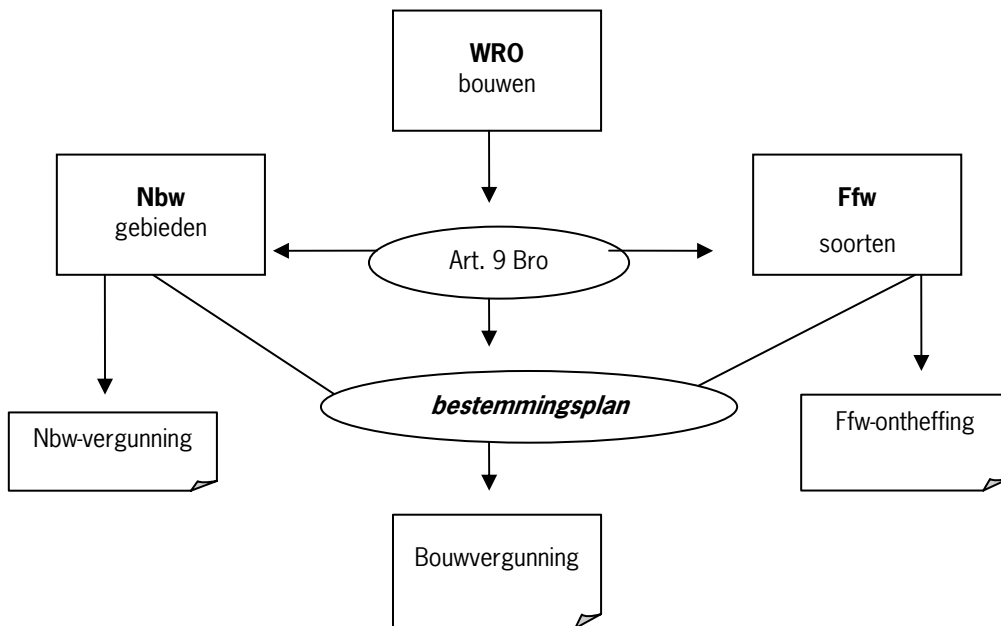 WRO
bouwen
Nbw
gebieden
Ffw
soorten
Art. 9 Bro
bestemmingsplan
Nbw-vergunning
Ffw-ontheffing
Bouwvergunning